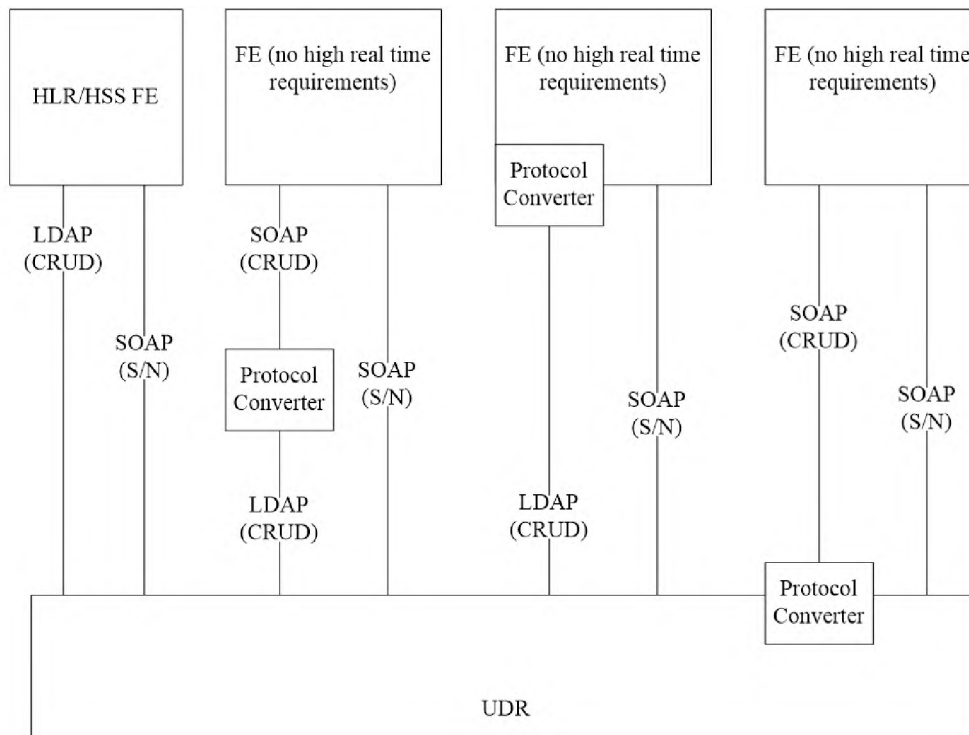 HLR/HSS FE
FE (no high real time
requirements)
FE (no high real time
requirements)
FE (no high real time
requirements)
Protocol
Converter
LDAP
(CRUD)
SOAP
(S/N)
SOAP
(CRUD)
Protocol
Converter
LDAP
(CRUD)
SOAP
(S/N)
LDAP
(CRUD)
SOAP
(S/N)
SOAP
(CRUD)
SOAP
(S/N)
Protocol
Converter
UDR